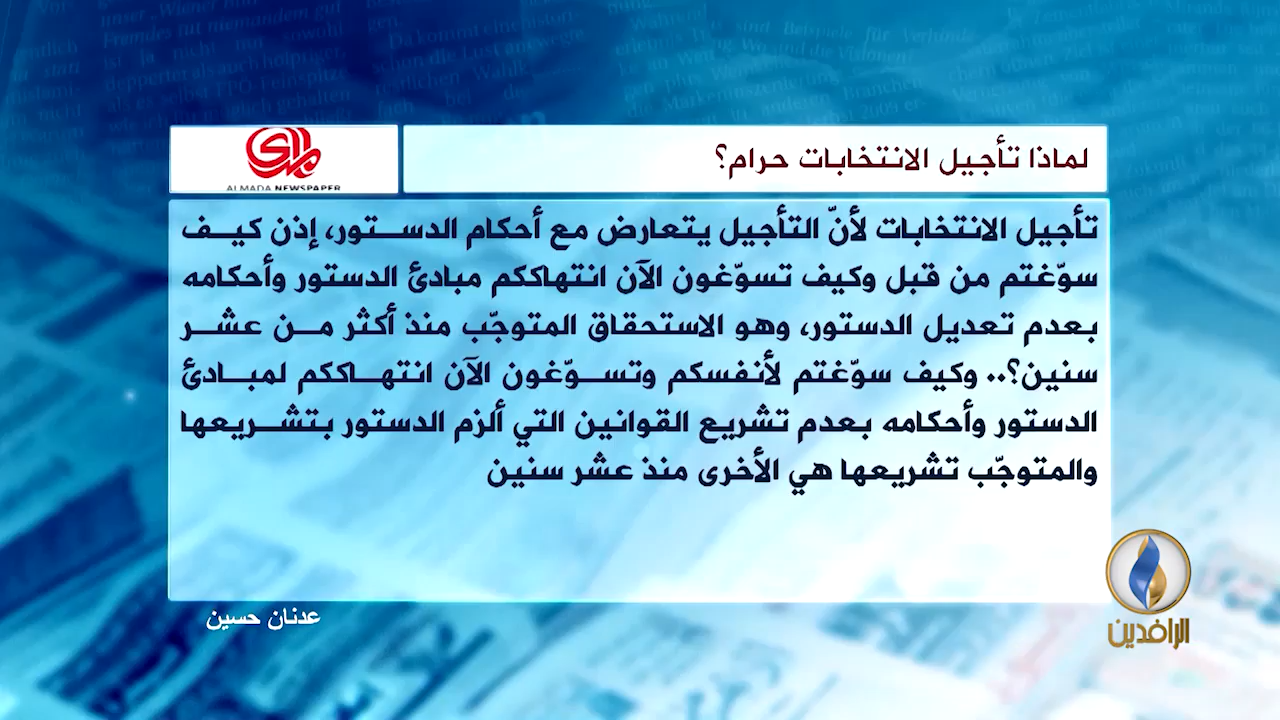 لماذا تأجيل الانتخابات حرام؟
ALMADA NEWSPAPER
تأجيل الانتخابات لأنّ التأجيل يتعارض مع أحكام الدستور، إذن كيف
سوّغتم من قبل وكيف تسوّغون الآن انتهاككم مبادئ الدستور وأحكامه
بعدم تعديل الدستور، وهو الاستحقاق المتوجّب منذ أكثر من عشر
سنين؟.. وكيف سوّغتم لأنفسكم وتسوّغون الآن انتهاككم لمبادئ
الدستور وأحكامه بعدم تشريع القوانين التي ألزم الدستور بتشريعها
والمتوجّب تشريعها هي الأخرى منذ عشر سنين
عدنان حسين
الرافدين